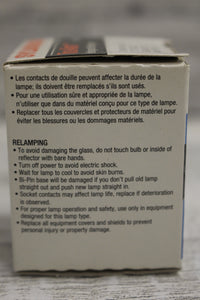 • Les contacts de douille peuvent affecter la durée de la
lampe; ils doivent être remplacés s'ils sont usés.
• Pour une utilisation sûre et appropriée de la lampe,
n'utiliser que dans du matériel conçu pour ce type de lampe.
• Replacer tous les couvercles et protecteurs de matériel pour
éviter les blessures ou les dommages matériels.
RELAMPING
• To avoid damaging the glass, do not touch bulb or inside of
reflector with bare hands.
• Turn off power to avoid electric shock.
• Wait for lamp to cool to avoid skin burns.
• Bi-Pin base will be damaged if you don't pull old lamp
straight out and push new lamp straight in.
• Socket contacts may affect lamp life, replace if deterioration
is observed.
• For proper lamp operation and safety, use only in equipment
designed for this lamp type.
• Replace all equipment covers and shields to prevent
personal injury or property damage.